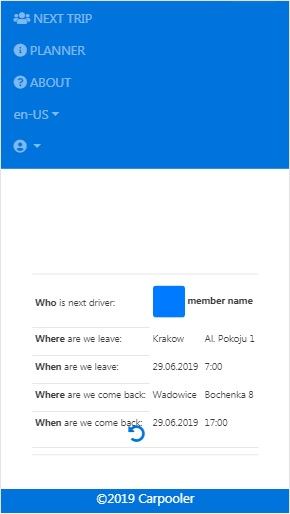 NEXT TRIP
PLANNER
ABOUT
en-US
Who is next driver: member name
Where are we leave: Krakow Al. Pokoju 1
When are we leave: 29.06.2019 7:00
Where are we come back: Wadowice Bochenka 8
When are we come back: 29.06.2019 17:00
©2019 Carpooler